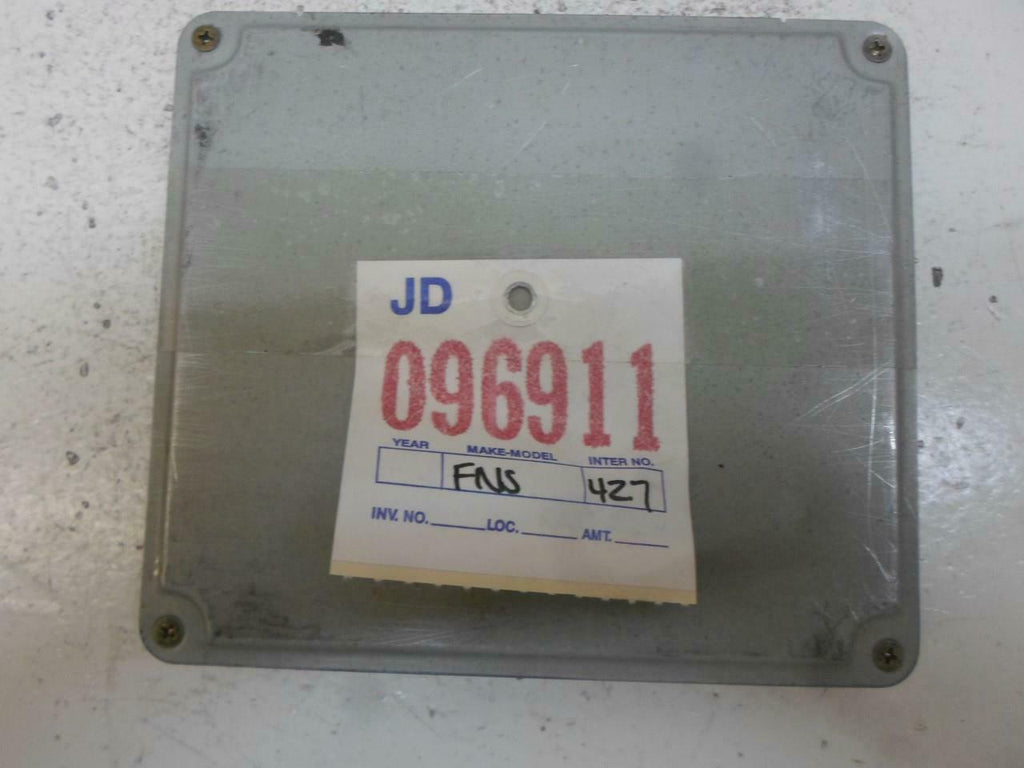 JD
096911
YEAR MAKE-MODEL INTER NO.
FNS 427
INV. NO. LOC. AMT.